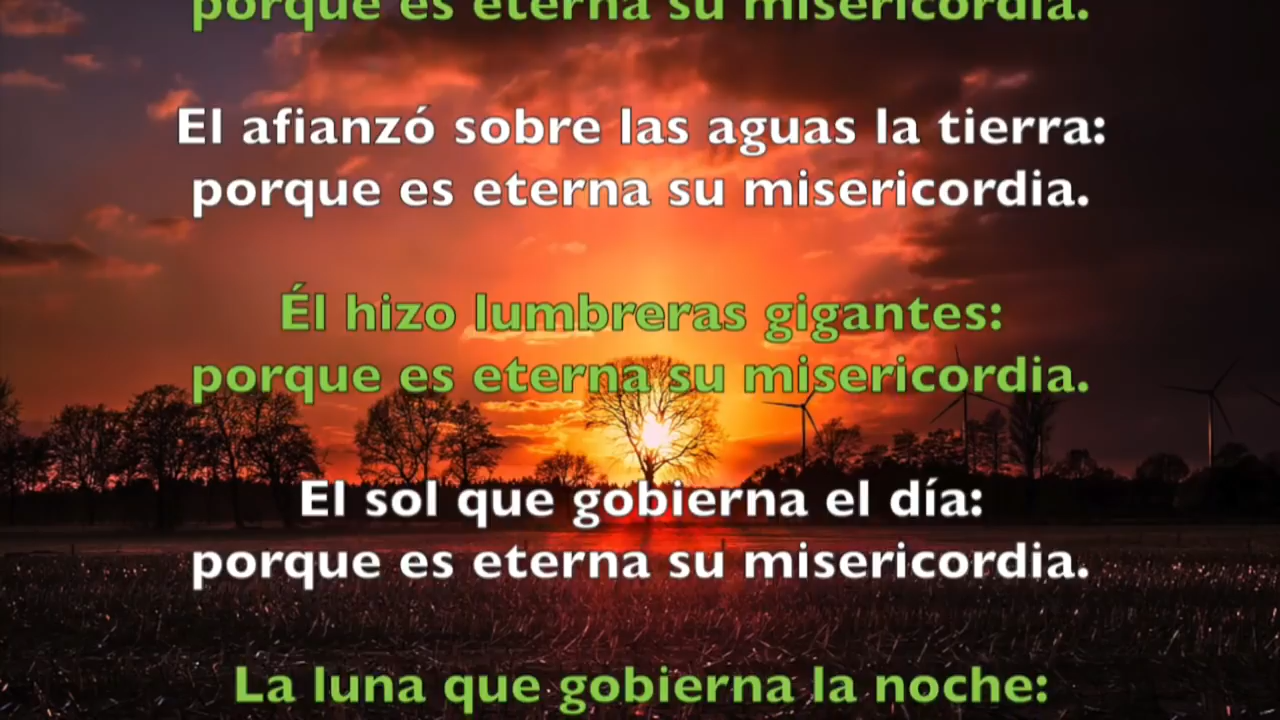 porque es eterna su misericordia.
El afianzó sobre las aguas la tierra:
porque es eterna su misericordia.
Él hizo lumbreras gigantes:
porque es eterna su misericordia.
El sol que gobierna el día:
porque es eterna su misericordia.
La luna que gobierna la noche: